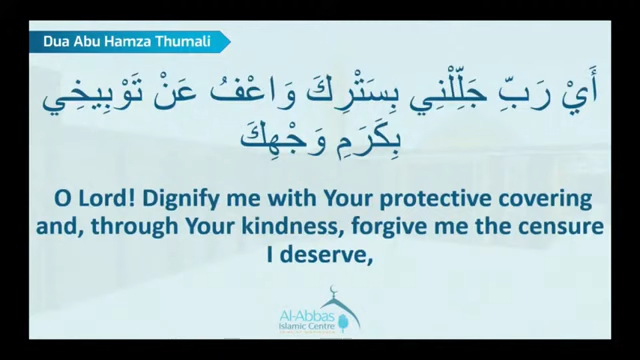 Dua Abu Hamza Thumali
أَيْ رَبِّ جَلِّلْنِي بِسَتْرِكَ وَاعْفُ عَنْ تَوْبِيخِي
بِكَرَمِ وَجْهِكَ
O Lord! Dignify me with Your protective covering
and, through Your kindness, forgive me the censure
I deserve,
Al-Abbas
Islamic Centre